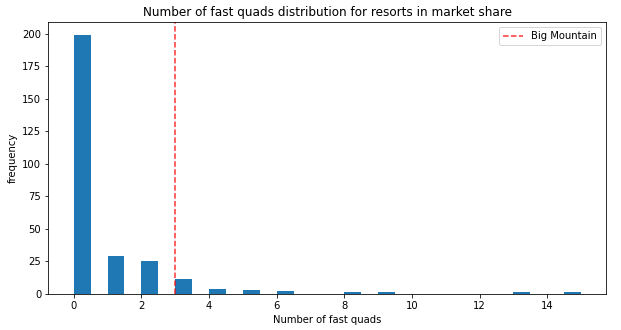 Number of fast quads distribution for resorts in market share
Big Mountain
200
175
150
125
100
75
50
25
0
frequency
0 2 4 6 8 10 12 14
Number of fast quads